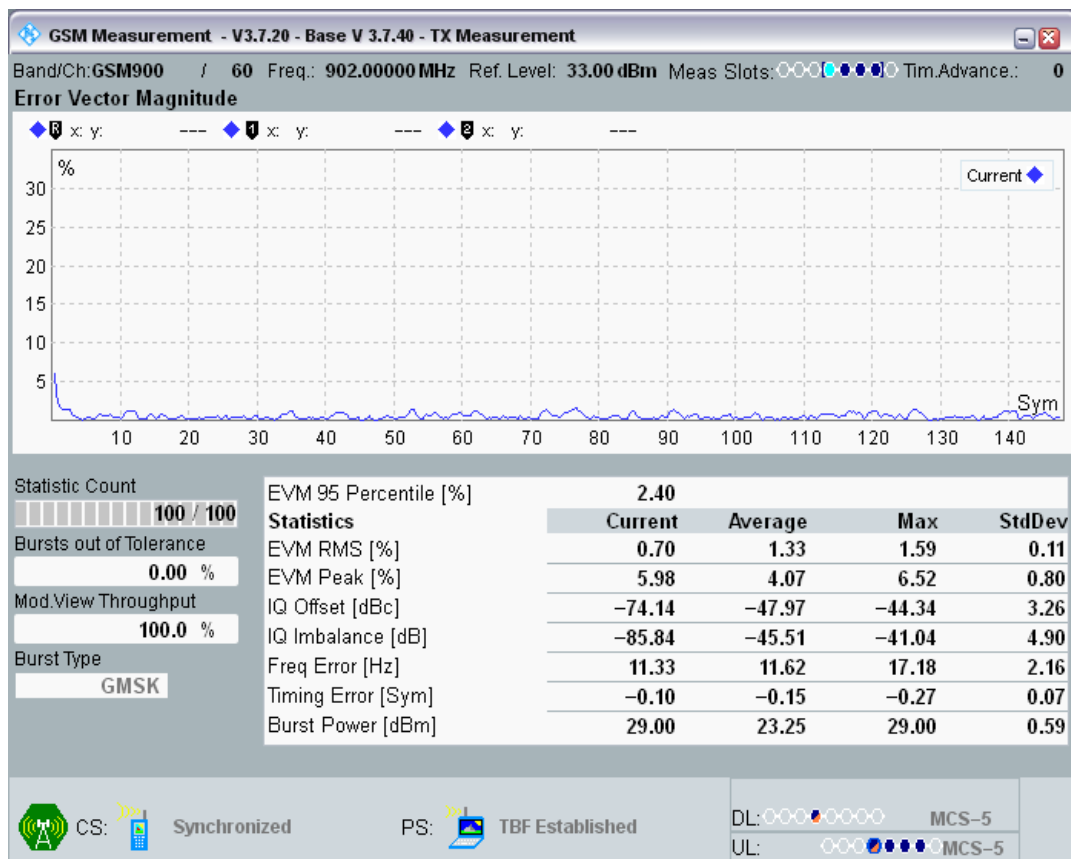 GSM Measurement - V3.7.20 - Base V 3.7.40 - TX Measurement
Band/Ch:GSM900 / 60 Freq.: 902.00000 MHz Ref. Level: 33.00 dBm Meas Slots: Tim.Advance.: 0
Error Vector Magnitude
R x: y: --- 1 x: y: --- 2 x: y: ---
%
Current
30
25
20
15
10
5
Sym
10 20 30 40 50 60 70 80 90 100 110 120 130 140
Statistic Count
100 / 100
Bursts out of Tolerance
0.00 %
Mod.View Throughput
100.0 %
Burst Type
GMSK
EVM 95 Percentile [%] 2.40
Statistics Current Average Max StdDev
EVM RMS [%] 0.70 1.33 1.59 0.11
EVM Peak [%] 5.98 4.07 6.52 0.80
IQ Offset [dBc] −74.14 −47.97 −44.34 3.26
IQ Imbalance [dB] −85.84 −45.51 −41.04 4.90
Freq Error [Hz] 11.33 11.62 17.18 2.16
Timing Error [Sym] −0.10 −0.15 −0.27 0.07
Burst Power [dBm] 29.00 23.25 29.00 0.59
CS: Synchronized PS: TBF Established
DL: MCS−5
UL: MCS−5